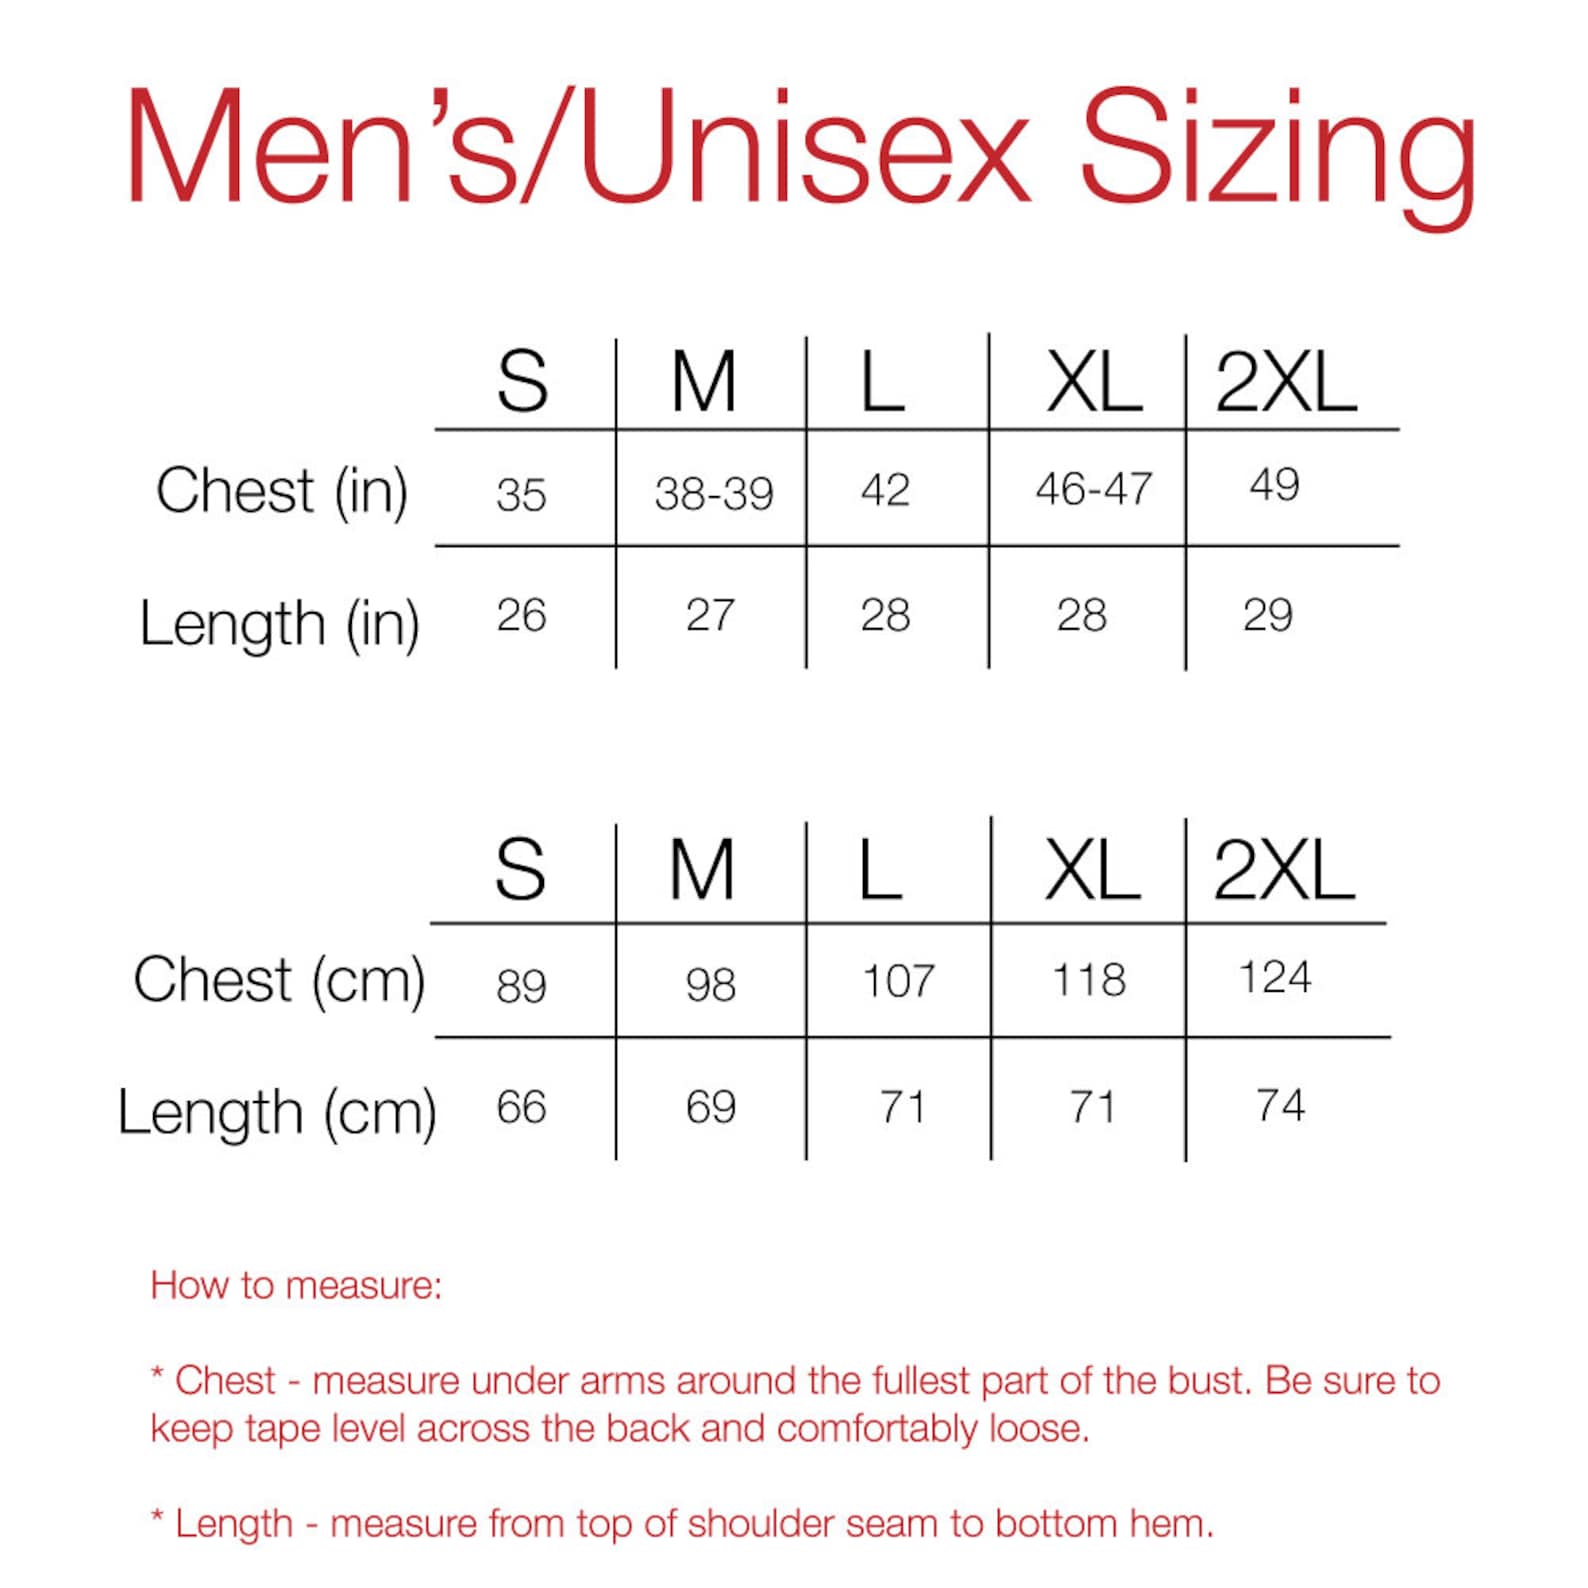 Men’s/Unisex Sizing
S M L XL 2XL
Chest (in) 35 38-39 42 46-47 49
Length (in) 26 27 28 28 29
S M L XL 2XL
Chest (cm) 89 98 107 118 124
Length (cm) 66 69 71 71 74
How to measure:
* Chest - measure under arms around the fullest part of the bust. Be sure to
keep tape level across the back and comfortably loose.
* Length - measure from top of shoulder seam to bottom hem.